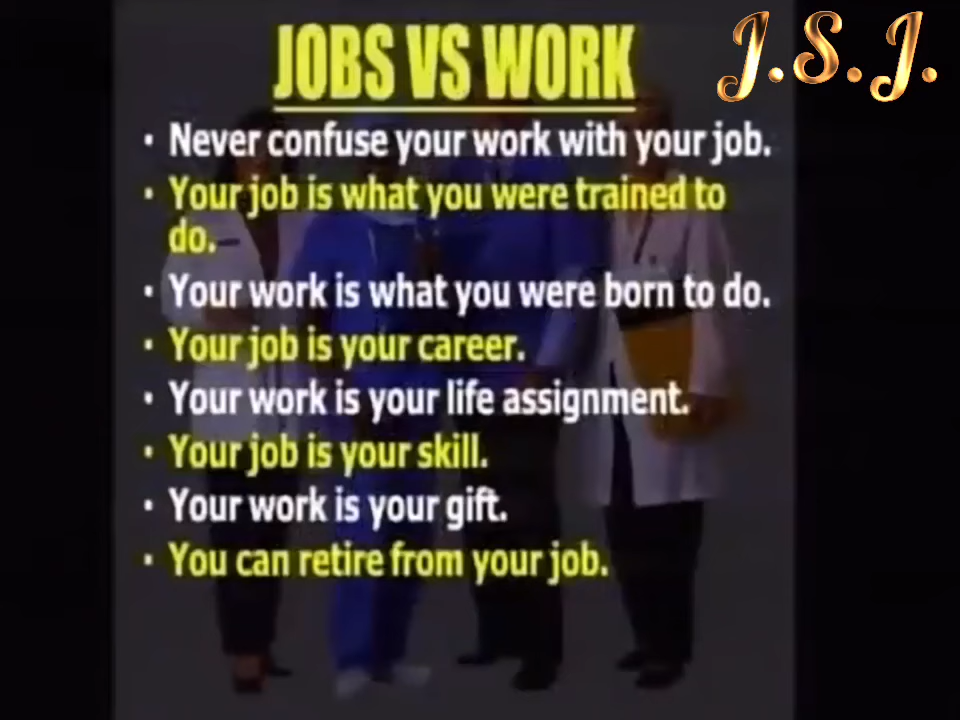 J.S.J.
JOBS VS WORK
• Never confuse your work with your job.
• Your job is what you were trained to
do.
• Your work is what you were born to do.
• Your job is your career.
• Your work is your life assignment.
• Your job is your skill.
• Your work is your gift.
• You can retire from your job.